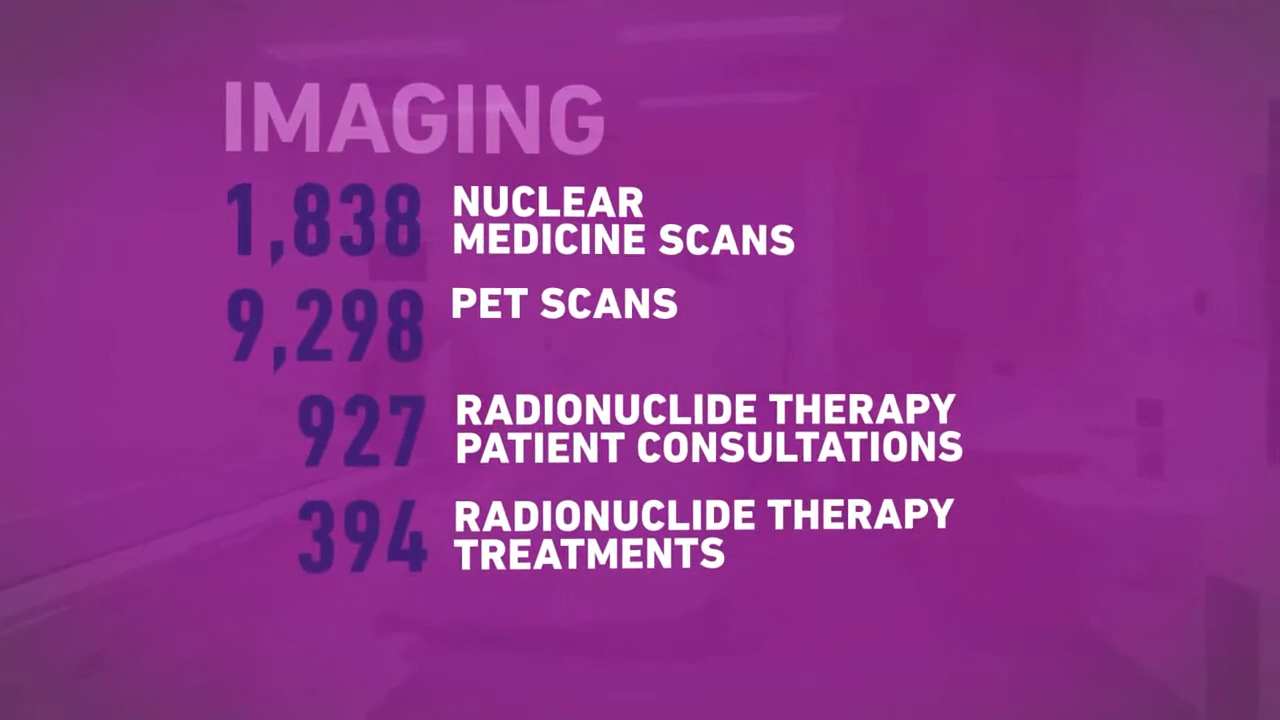 IMAGING
1,838 NUCLEAR
MEDICINE SCANS
9,298 PET SCANS
927 RADIONUCLIDE THERAPY
PATIENT CONSULTATIONS
394 RADIONUCLIDE THERAPY
TREATMENTS